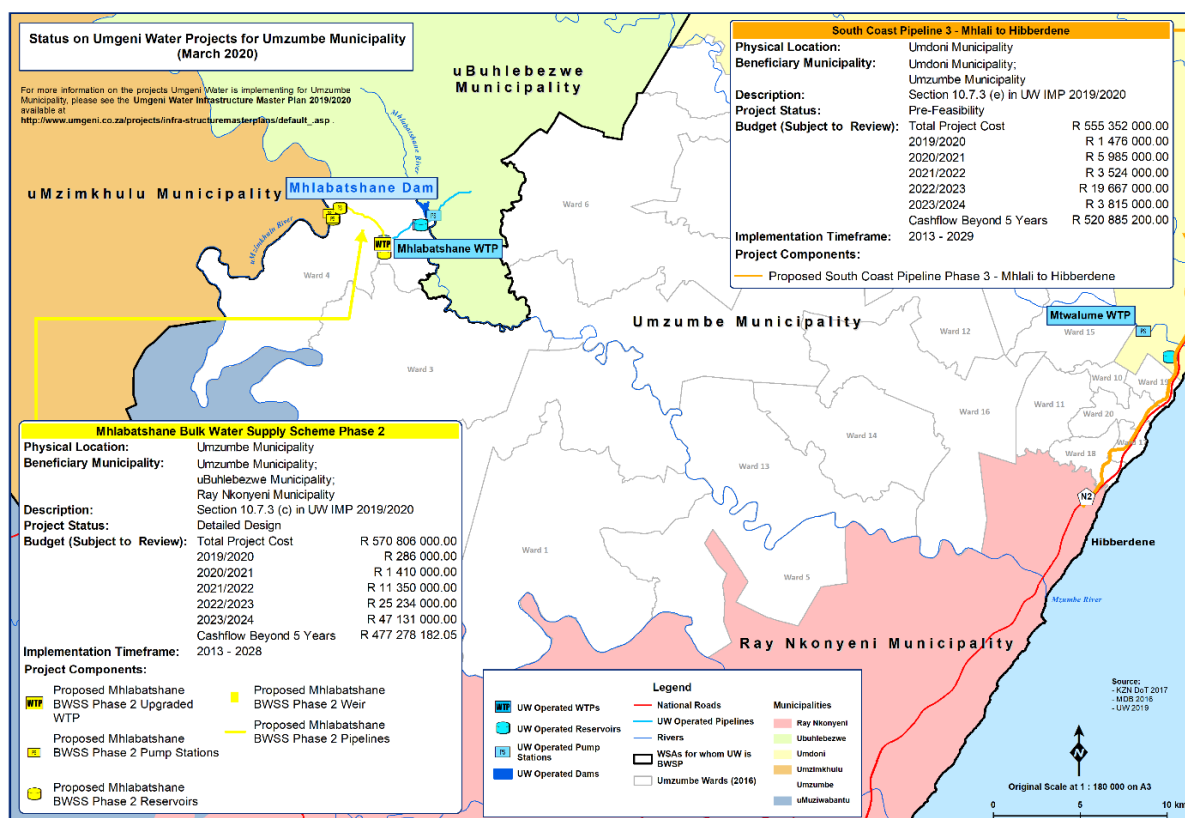 Status on Umgeni Water Projects for Umzumbe Municipality
(March 2020)
For more information on the projects Umgeni Water is implementing for Umzumbe
Municipality, please see the Umgeni Water Infrastructure Master Plan 2019/2020
available at
http://www.umgeni.co.za/projects/infra-structuremasterplans/default_.asp .
uBuhlebezwe
Municipality
South Coast Pipeline 3 - Mhlali to Hibberdene
Physical Location: Umdoni Municipality
Beneficiary Municipality: Umdoni Municipality;
Umzumbe Municipality
Description: Section 10.7.3 (e) in UW IMP 2019/2020
Project Status: Pre-Feasibility
Budget (Subject to Review): Total Project Cost R 555 352 000.00
2019/2020 R 1 476 000.00
2020/2021 R 5 985 000.00
2021/2022 R 3 524 000.00
2022/2023 R 19 667 000.00
2023/2024 R 3 815 000.00
Cashflow Beyond 5 Years R 520 885 200.00
Implementation Timeframe: 2013 - 2029
Project Components:
Proposed South Coast Pipeline Phase 3 - Mhlali to Hibberdene
Mhlabatshane River
uMzimkhulu Municipality
Mhlabatshane Dam
PS
PS
uMzimkhulu River
WTP
Mhlabatshane WTP
Ward 6
Ward 4
Umzumbe Municipality
Mtwalume WTP
PS
Ward 12
Ward 15
Ward 3
Ward 10
Ward 19
Ward 11
Ward 20
Ward 16
Ward 14
Ward 18
Ward 13
N2
Hibberdene
Ward 1
Ward 5
Mzumbe River
Ray Nkonyeni Municipality
Mhlabatshane Bulk Water Supply Scheme Phase 2
Physical Location: Umzumbe Municipality
Beneficiary Municipality: Umzumbe Municipality;
uBuhlebezwe Municipality;
Ray Nkonyeni Municipality
Description: Section 10.7.3 (c) in UW IMP 2019/2020
Project Status: Detailed Design
Budget (Subject to Review): Total Project Cost R 570 806 000.00
2019/2020 R 286 000.00
2020/2021 R 1 410 000.00
2021/2022 R 11 350 000.00
2022/2023 R 25 234 000.00
2023/2024 R 47 131 000.00
Cashflow Beyond 5 Years R 477 278 182.05
Implementation Timeframe: 2013 - 2028
Project Components:
WTP
Proposed Mhlabatshane
BWSS Phase 2 Upgraded
WTP
Proposed Mhlabatshane
BWSS Phase 2 Weir
PS
Proposed Mhlabatshane
BWSS Phase 2 Pump Stations
Proposed Mhlabatshane
BWSS Phase 2 Pipelines
Proposed Mhlabatshane
BWSS Phase 2 Reservoirs
Legend
WTP UW Operated WTPs
UW Operated Reservoirs
PS UW Operated Pump
Stations
UW Operated Dams
National Roads
UW Operated Pipelines
Rivers
WSAs for whom UW is
BWSP
Umzumbe Wards (2016)
Municipalities
Ray Nkonyeni
Ubuhlebezwe
Umdoni
Umzimkhulu
Umzumbe
uMuziwabantu
Source:
- KZN DoT 2017
- MDB 2016
- UW 2019
N
Original Scale at 1 : 180 000 on A3
0 5 10 km